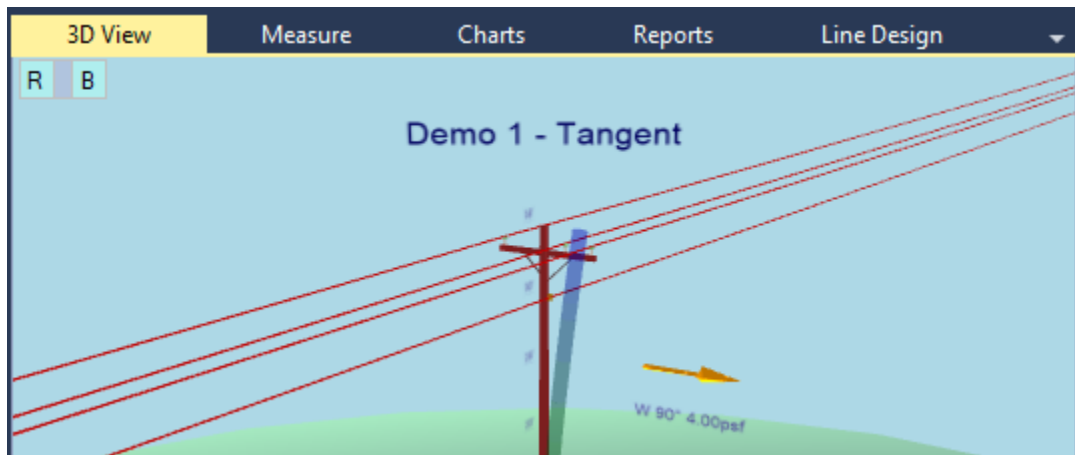 3D View Measure Charts Reports Line Design
R B
Demo 1 - Tangent
W 90° 4.00psf